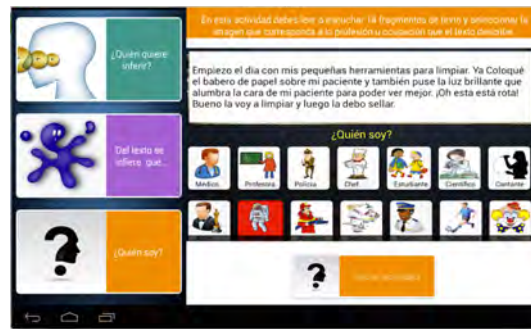 ¿Quién quiere
inferir?
Del texto se
infiere que...
¿Quién soy?
En esta actividad debes leer o escuchar 14 fragmentos de texto y seleccionar la
imagen que corresponda a la profesión u ocupación que el texto describe.
Empiezo el día con mis pequeñas herramientas para limpiar. Ya Coloqué
el babero de papel sobre mi paciente y también puse la luz brillante que
alumbra la cara de mi paciente para poder ver mejor. ¡Oh esta está rota!
Bueno la voy a limpiar y luego la debo sellar.
¿Quién soy?
Médico Profesora Policía Chef Estudiante Científico Cantante